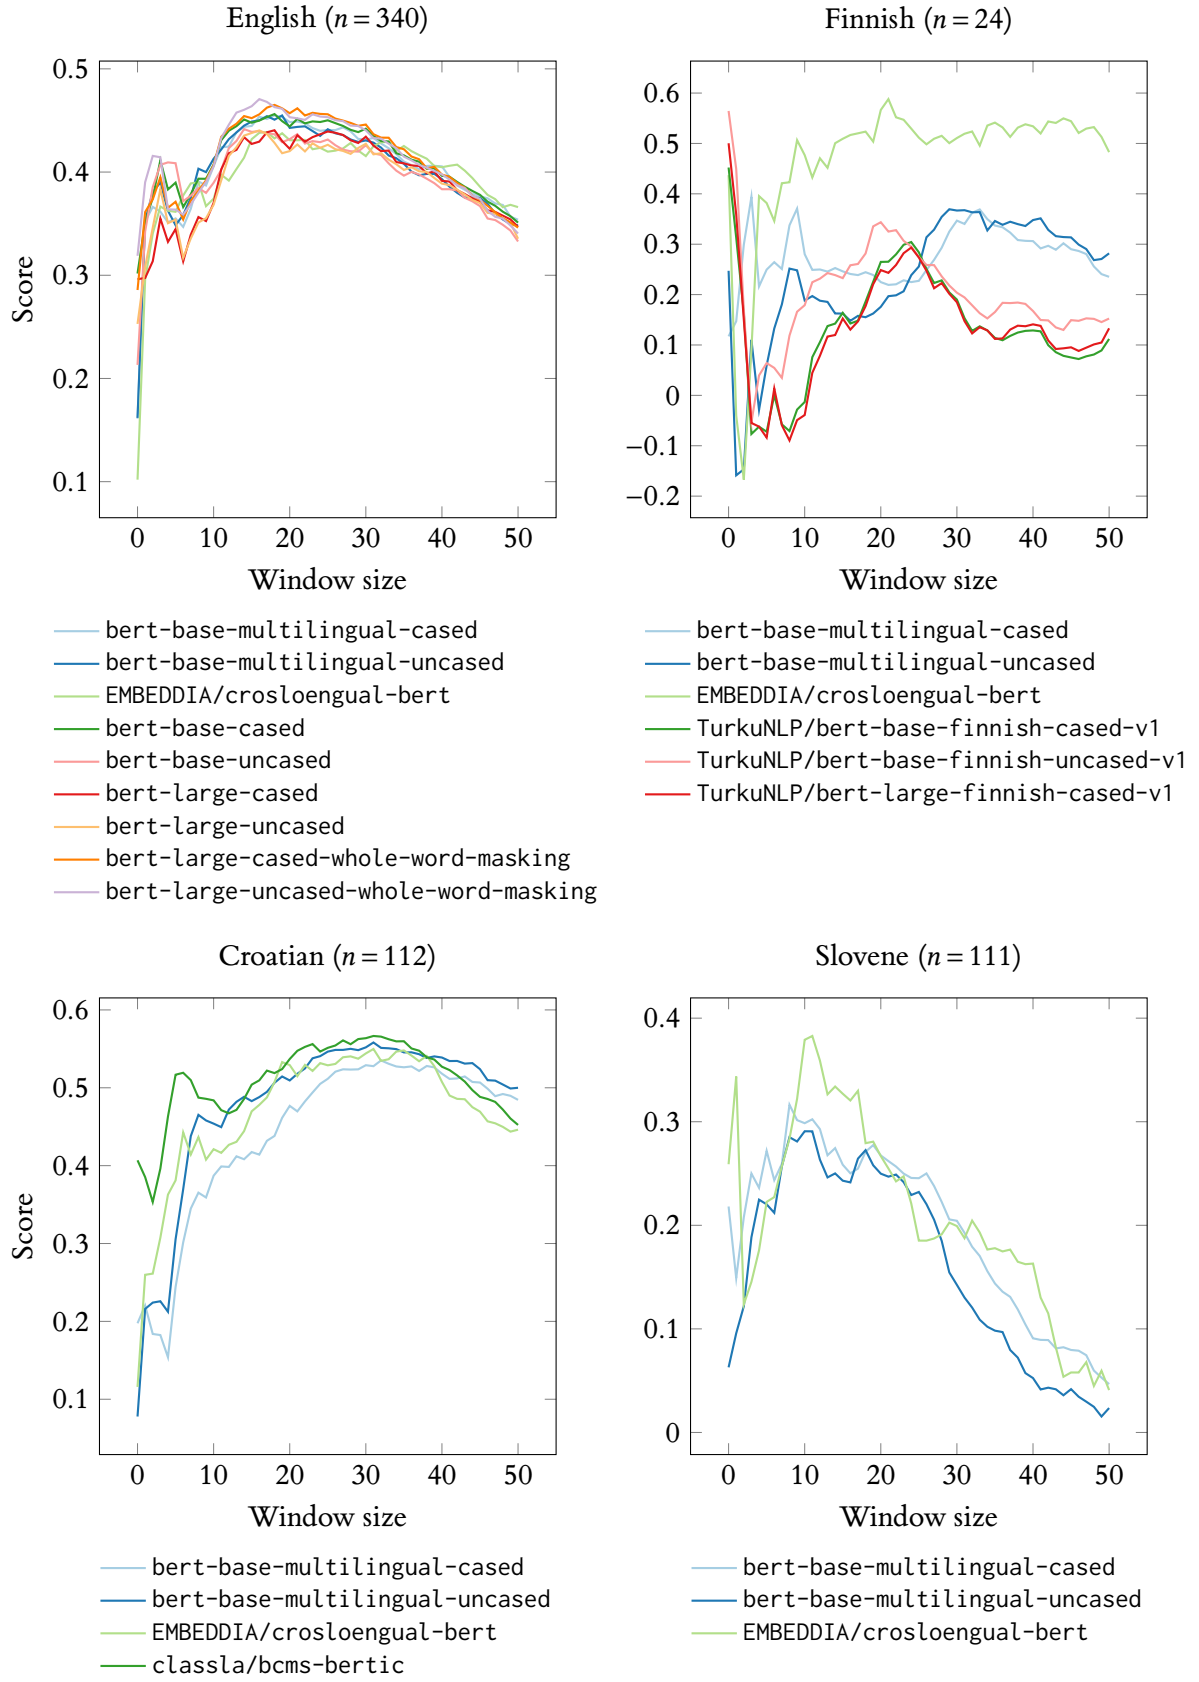 English (n = 340)
0.5
0.4
0.3
0.2
0.1
Score
0 10 20 30 40 50
Window size
bert-base-multilingual-cased
bert-base-multilingual-uncased
EMBEDDIA/crosloengual-bert
bert-base-cased
bert-base-uncased
bert-large-cased
bert-large-uncased
bert-large-cased-whole-word-masking
bert-large-uncased-whole-word-masking
Finnish (n = 24)
0.6
0.5
0.4
0.3
0.2
0.1
0
−0.1
−0.2
0 10 20 30 40 50
Window size
bert-base-multilingual-cased
bert-base-multilingual-uncased
EMBEDDIA/crosloengual-bert
TurkuNLP/bert-base-finnish-cased-v1
TurkuNLP/bert-base-finnish-uncased-v1
TurkuNLP/bert-large-finnish-cased-v1
Croatian (n = 112)
0.6
0.5
0.4
0.3
0.2
0.1
Score
0 10 20 30 40 50
Window size
bert-base-multilingual-cased
bert-base-multilingual-uncased
EMBEDDIA/crosloengual-bert
classla/bcms-bertic
Slovene (n = 111)
0.4
0.3
0.2
0.1
0
0 10 20 30 40 50
Window size
bert-base-multilingual-cased
bert-base-multilingual-uncased
EMBEDDIA/crosloengual-bert